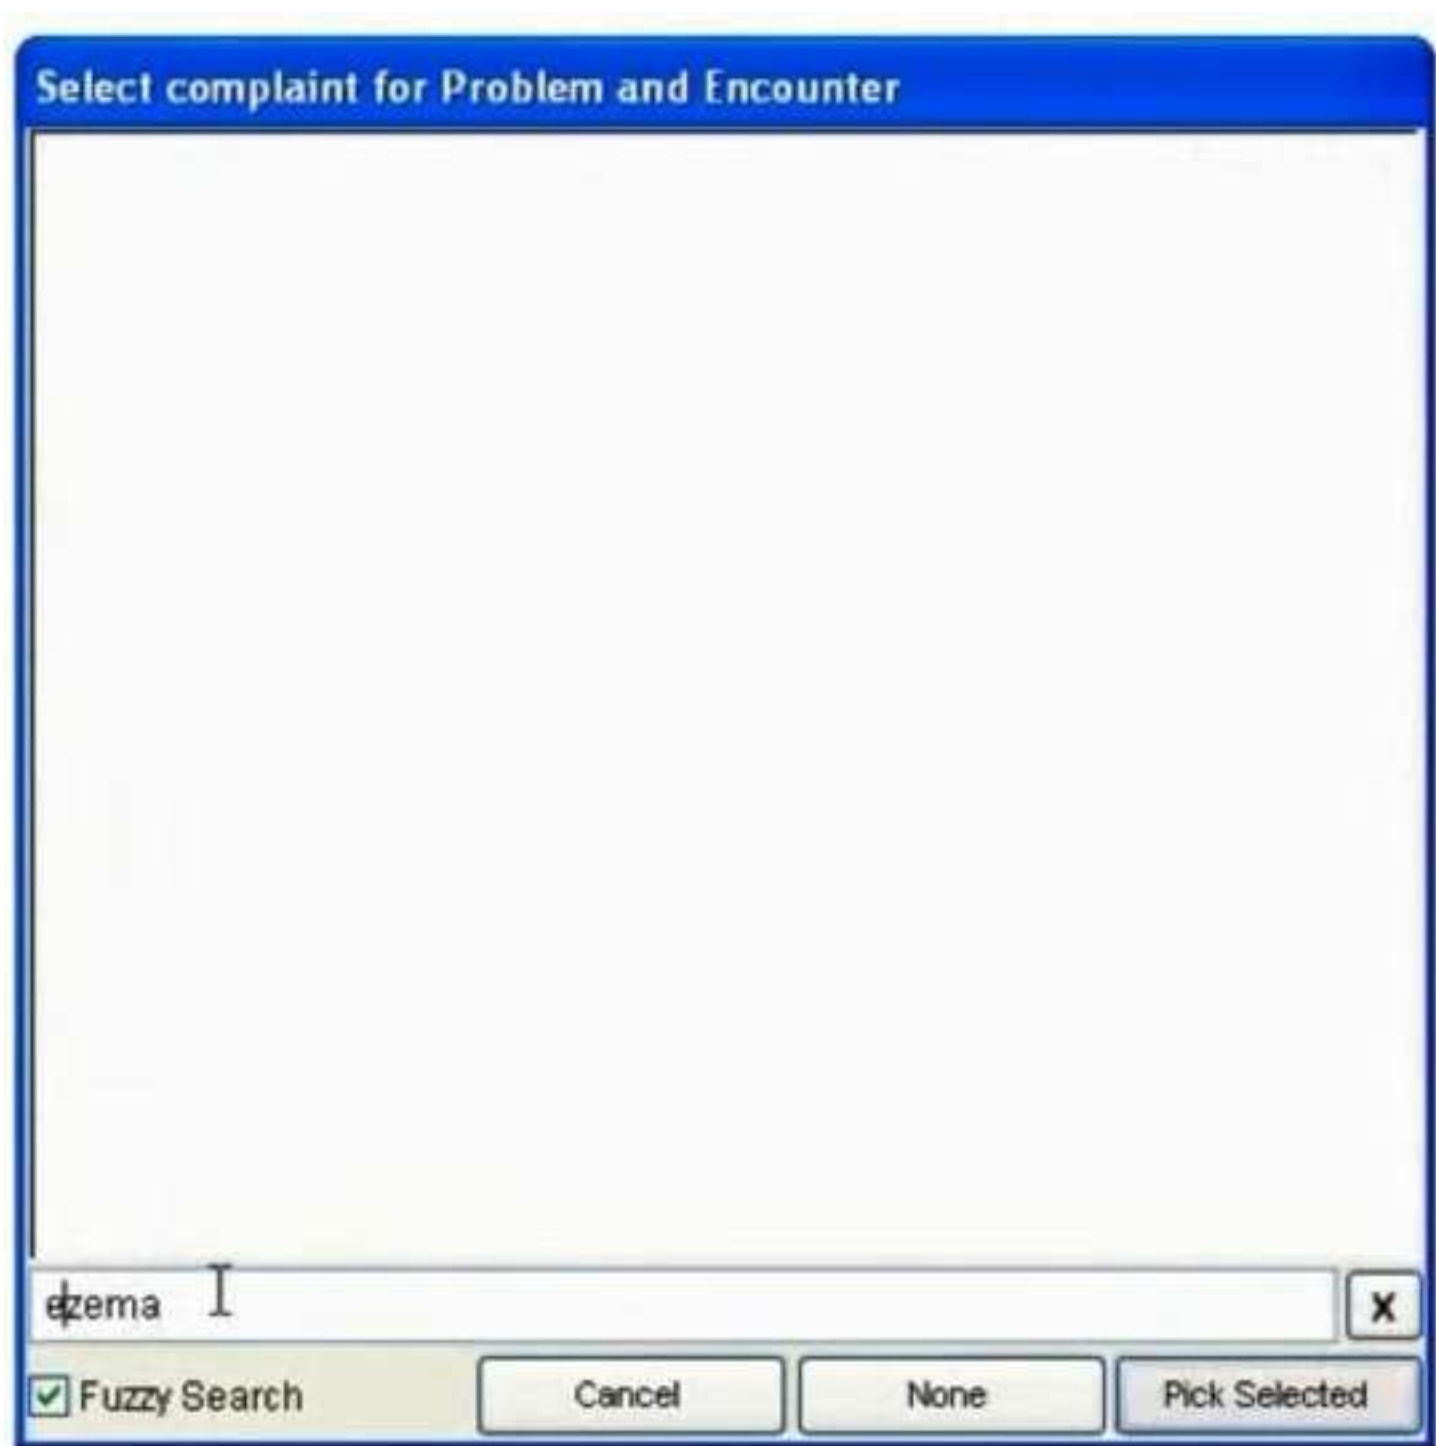 Select complaint for Problem and Encounter
ezema
X
Fuzzy Search
Cancel
None
Pick Selected